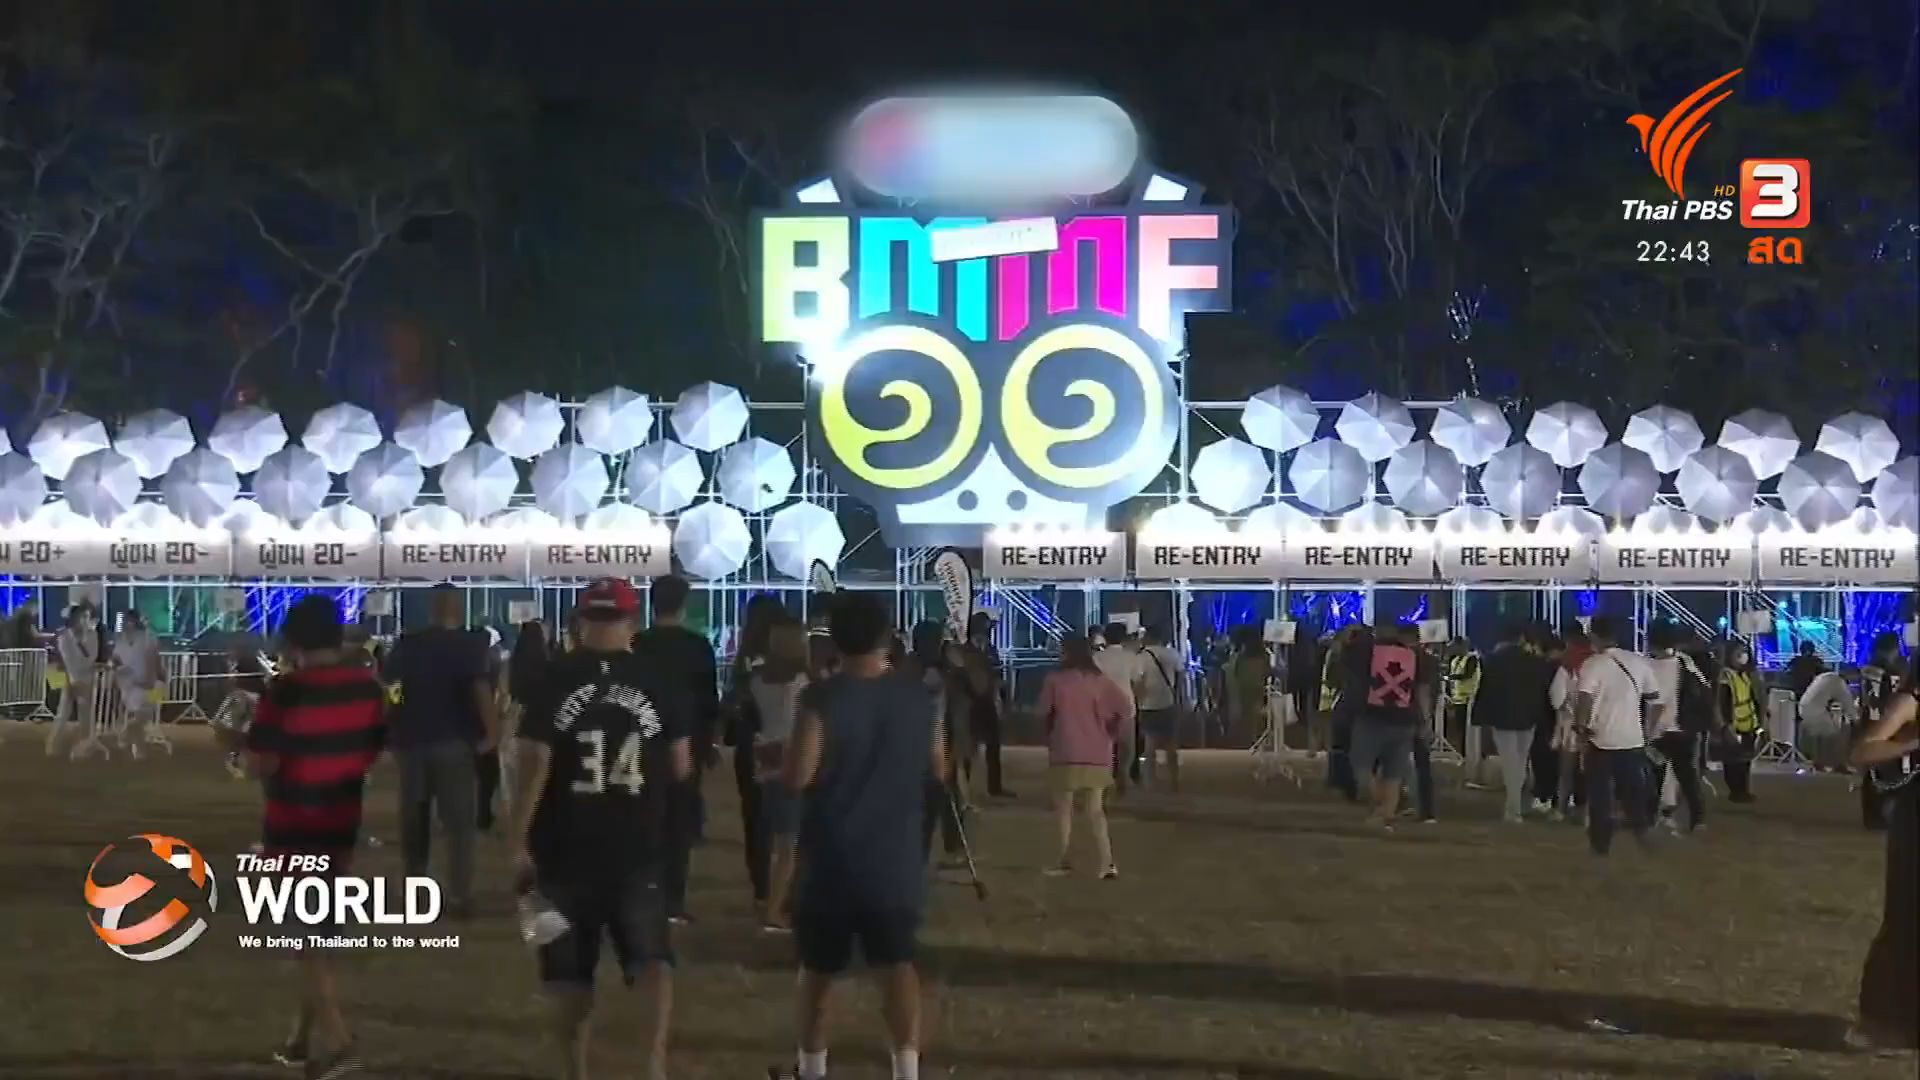 Thai PBS
HD
3
22:43
สด
BMMF
๑๑
20+
ผู้ชม 20-
ผู้ชม 20-
RE-ENTRY
RE-ENTRY
RE-ENTRY
RE-ENTRY
RE-ENTRY
RE-ENTRY
RE-ENTRY
RE-ENTRY
34
Thai PBS
WORLD
We bring Thailand to the world